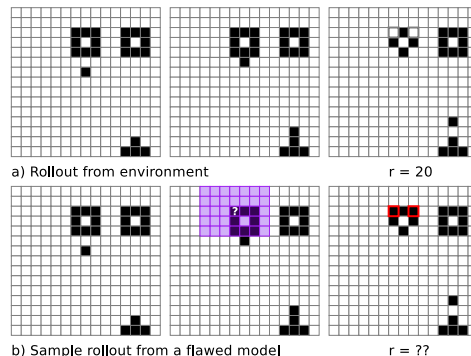 a) Rollout from environment
r = 20
?
b) Sample rollout from a flawed model
r = ??